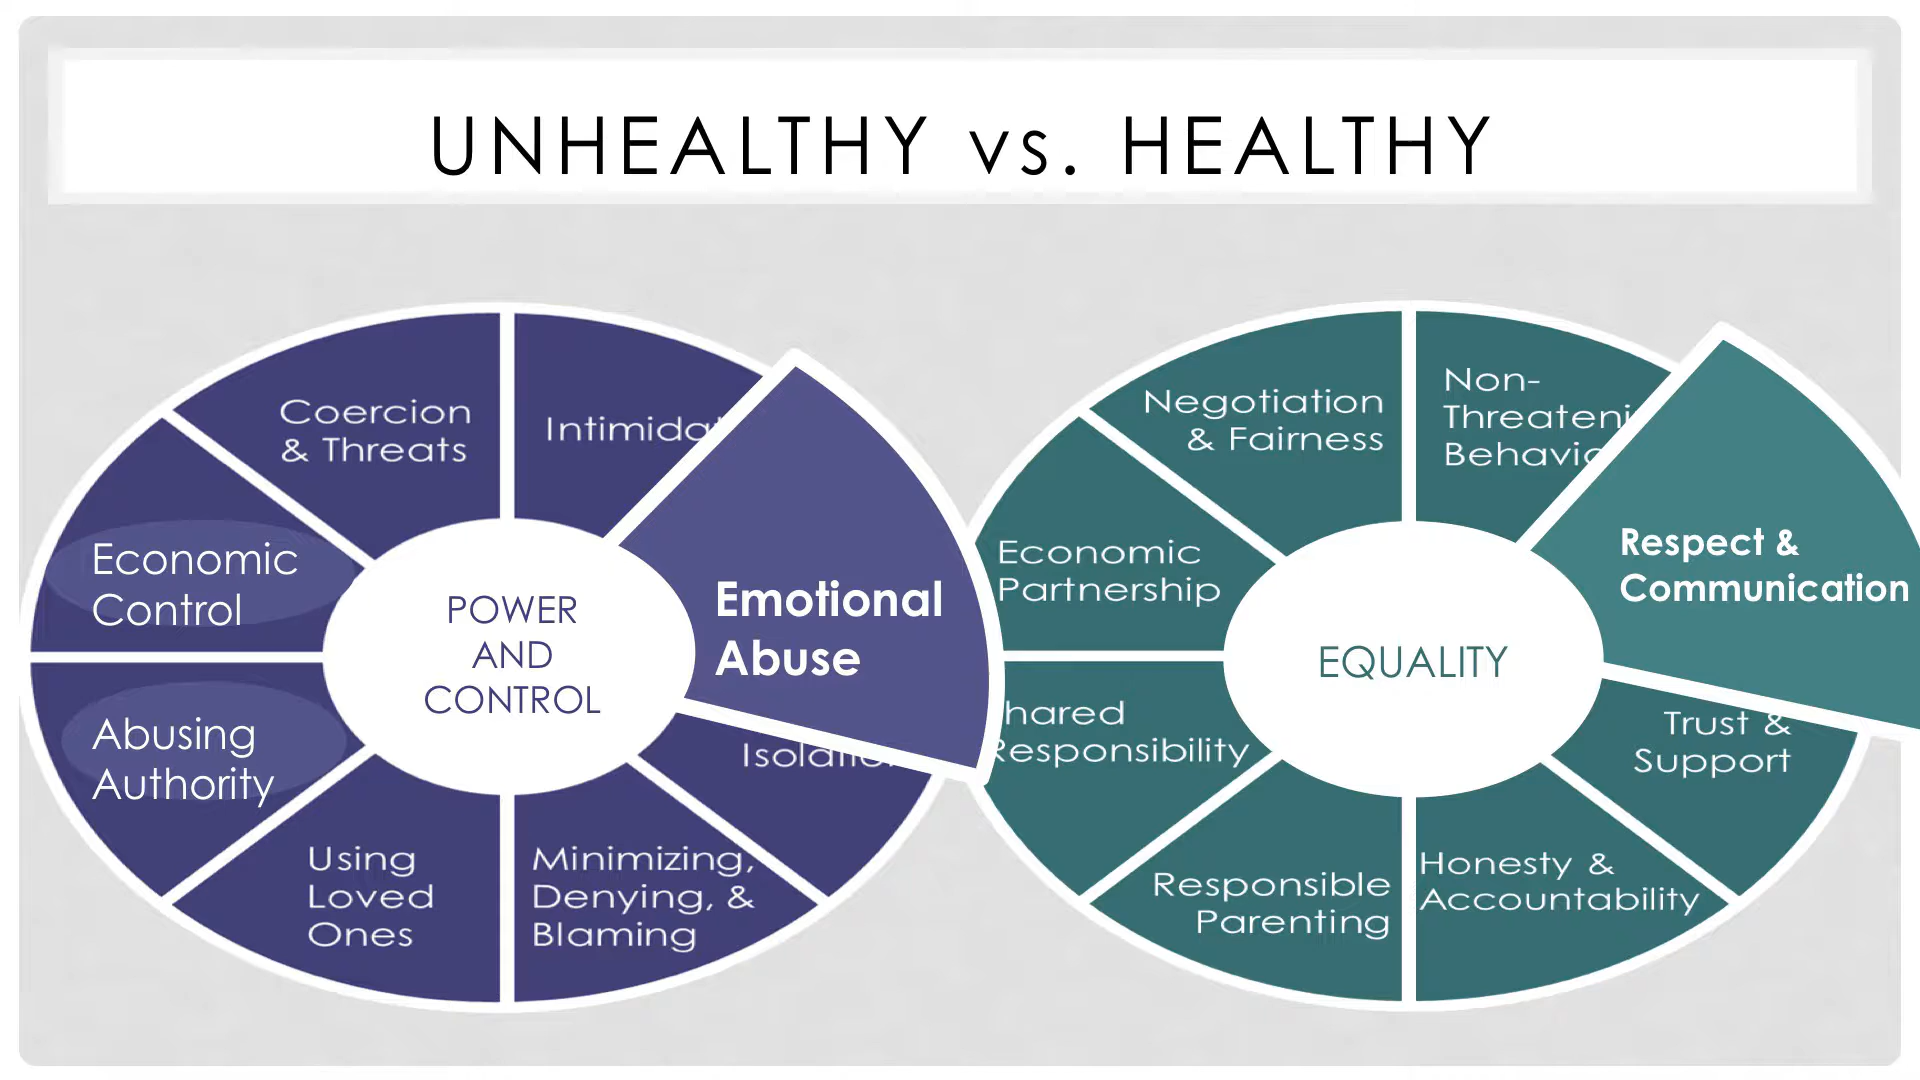 UNHEALTHY vs. HEALTHY
Coercion
& Threats
Emotional
Abuse
Minimizing,
Denying, &
Blaming
Using
Loved
Ones
Abusing
Authority
Economic
Control
POWER
AND
CONTROL
Negotiation
& Fairness
Non-
Respect &
Communication
Trust &
Support
Honesty &
Accountability
Responsible
Parenting
Responsibility
Economic
Partnership
EQUALITY